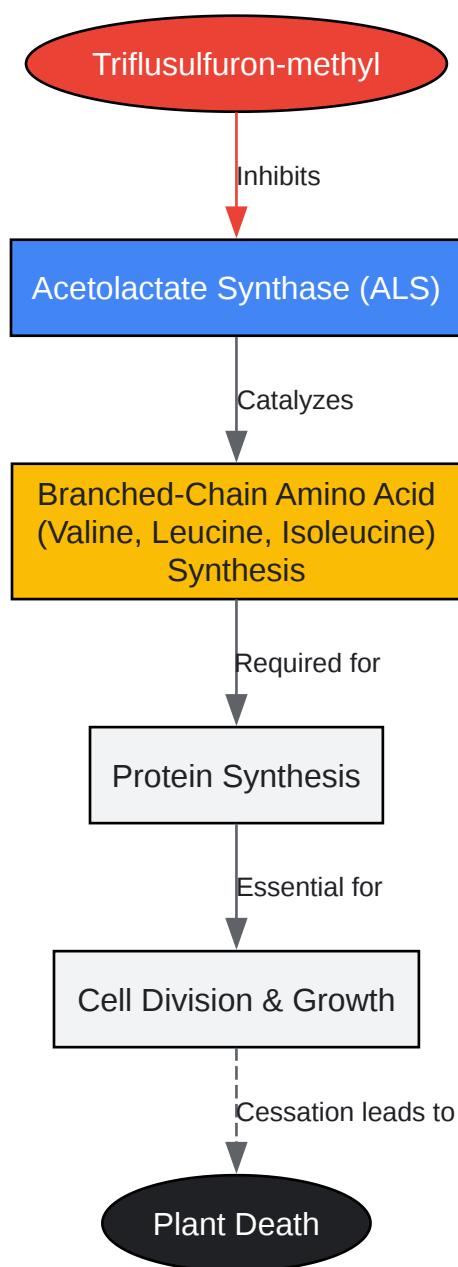 Triflusulfuron-methyl
Inhibits
Acetolactate Synthase (ALS)
Catalyzes
Branched-Chain Amino Acid
(Valine, Leucine, Isoleucine)
Synthesis
Required for
Protein Synthesis
Essential for
Cell Division & Growth
Cessation leads to
Plant Death